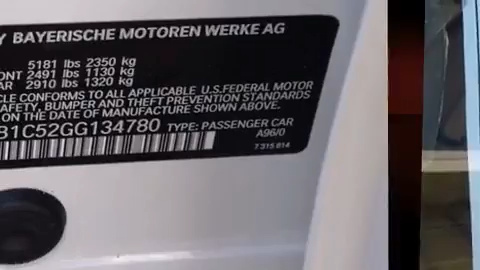 Y BAYERISCHE MOTOREN WERKE AG
5181 lbs 2350 kg
ONT 2491 lbs 1130 kg
AR 2910 lbs 1320 kg
CLE CONFORMS TO ALL APPLICABLE U.S.FEDERAL MOTOR
SAFETY, BUMPER AND THEFT PREVENTION STANDARDS
ON THE DATE OF MANUFACTURE SHOWN ABOVE.
B1C52GG134780 TYPE: PASSENGER CAR
A96/0
7 315 814